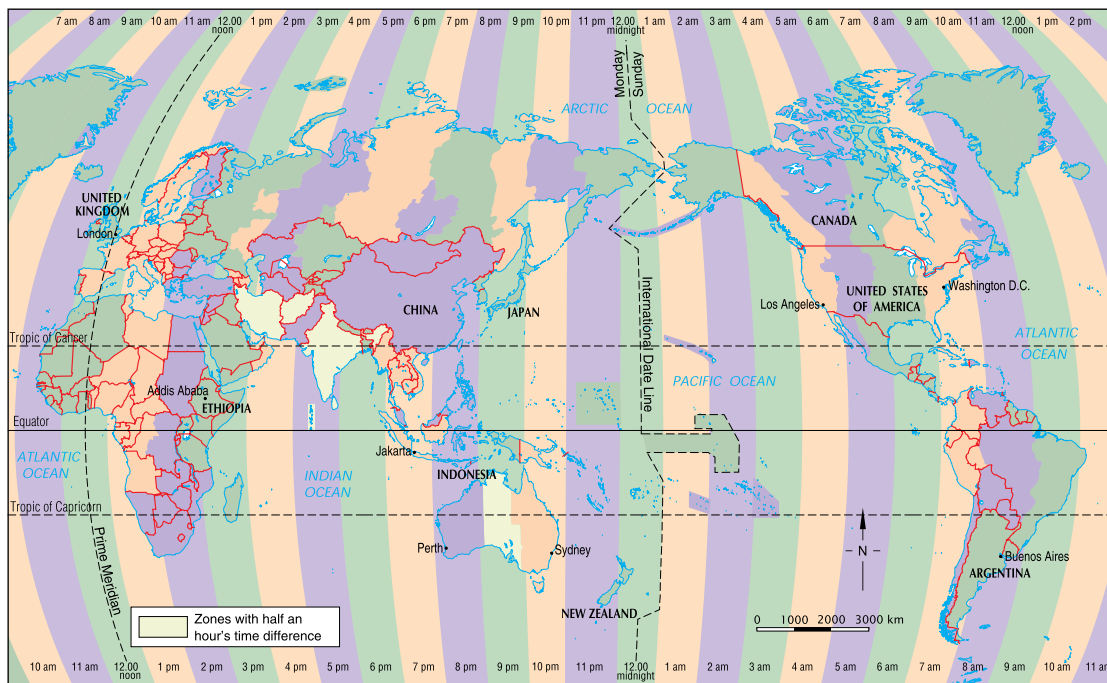 7 am 8 am 9 am 10 am 11 am 12.00 1 pm 2 pm 3 pm 4 pm 5 pm 6 pm 7 pm 8 pm 9 pm 10 pm 11 pm 12.00 1 am 2 am 3 am 4 am 5 am 6 am 7 am 8 am 9 am 10 am 11 am 12.00 1 pm 2 pm
noon midnight noon
Monday
Sunday
ARCTIC OCEAN
UNITED
KINGDOM
London
CANADA
International Date Line
CHINA
JAPAN
Los Angeles
UNITED STATES
OF AMERICA
Washington D.C.
Tropic of Cancer
ATLANTIC
OCEAN
PACIFIC OCEAN
Addis Ababa
ETHIOPIA
Equator
ATLANTIC
OCEAN
Jakarta
INDONESIA
INDIAN
OCEAN
Tropic of Capricorn
Prime Meridian
Perth
Sydney
N
Buenos Aires
ARGENTINA
NEW ZEALAND
Zones with half an
hour's time difference
0 1000 2000 3000 km
10 am 11 am 12.00 1 pm 2 pm 3 pm 4 pm 5 pm 6 pm 7 pm 8 pm 9 pm 10 pm 11 pm 12.00 1 am 2 am 3 am 4 am 5 am 6 am 7 am 8 am 9 am 10 am 11 am
noon midnight